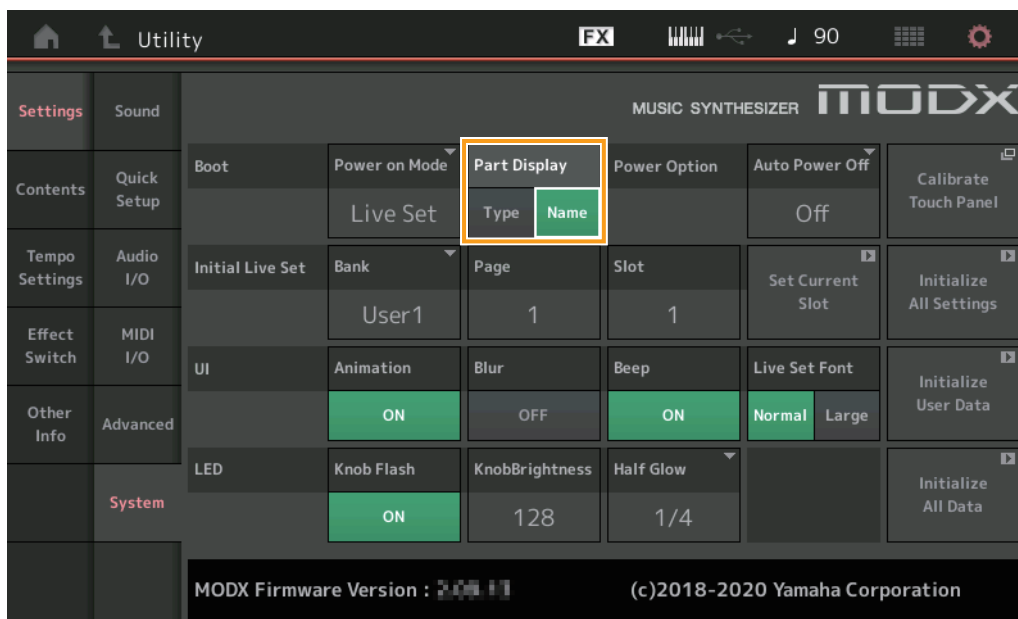 Utility
FX
90
Settings
Sound
MUSIC SYNTHESIZER MODX
Contents
Quick
Setup
Boot
Power on Mode
Live Set
Part Display
Type
Name
Power Option
Auto Power Off
Off
Calibrate
Touch Panel
Tempo
Settings
Audio
I/O
Initial Live Set
Bank
User1
Page
1
Slot
1
Set Current
Slot
Initialize
All Settings
Effect
Switch
MIDI
I/O
UI
Animation
ON
Blur
OFF
Beep
ON
Live Set Font
Normal
Large
Initialize
User Data
Other
Info
Advanced
LED
Knob Flash
ON
KnobBrightness
128
Half Glow
1/4
Initialize
All Data
System
MODX Firmware Version :
(c)2018-2020 Yamaha Corporation